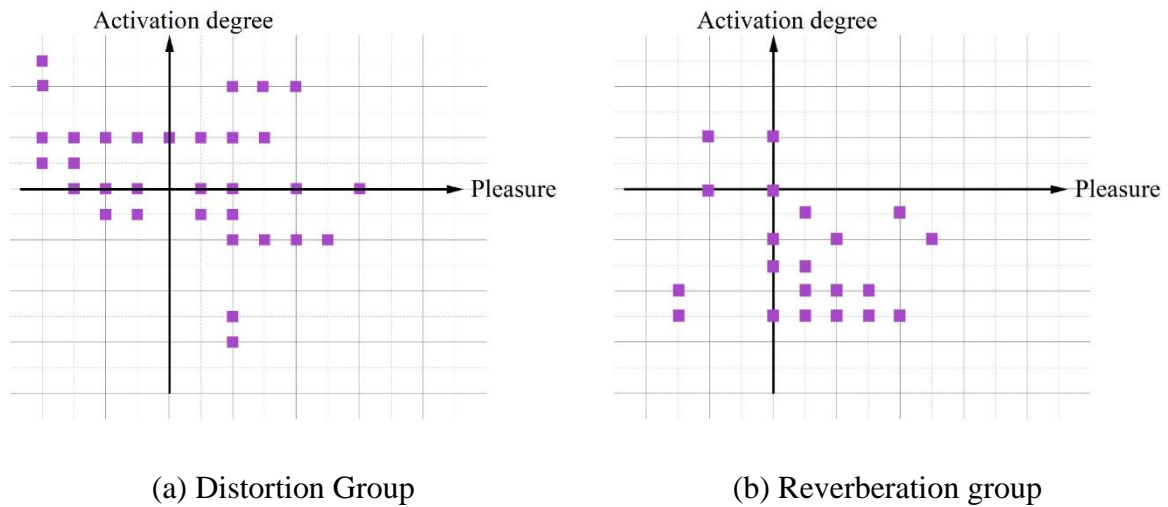 Activation degree
Pleasure
(a) Distortion Group
Activation degree
Pleasure
(b) Reverberation group